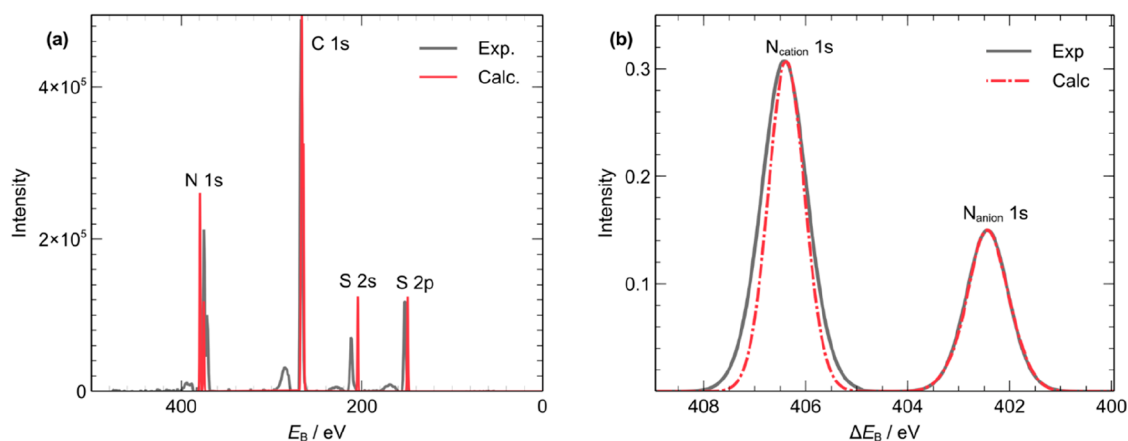 (a)
C 1s
Exp.
Calc.
4×10⁵
N 1s
Intensity
2×10⁵
S 2s
S 2p
0
400
200
0
E_B / eV
(b)
N_cation 1s
Exp
Calc
0.3
Intensity
0.2
N_anion 1s
0.1
408
406
404
402
400
ΔE_B / eV